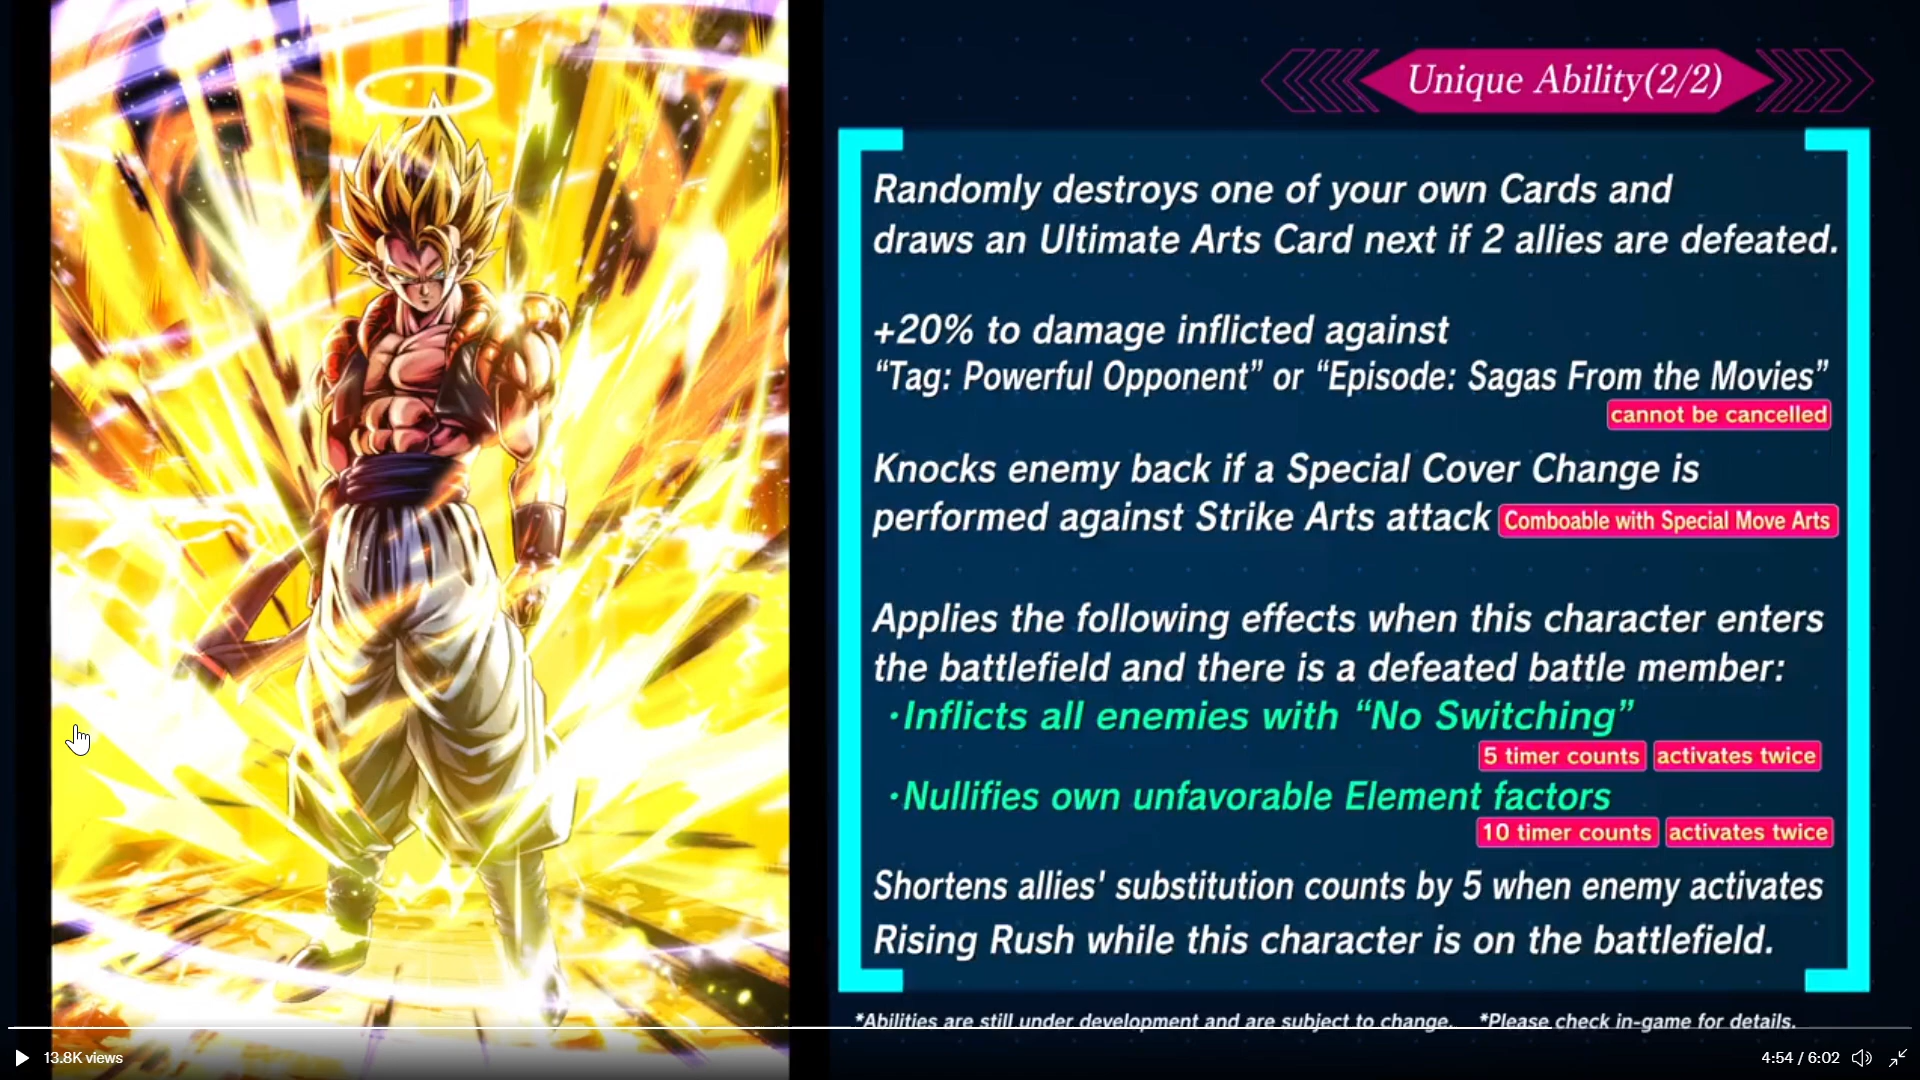 Unique Ability(2/2)
Randomly destroys one of your own Cards and
draws an Ultimate Arts Card next if 2 allies are defeated.
+20% to damage inflicted against
“Tag: Powerful Opponent” or “Episode: Sagas From the Movies”
cannot be cancelled
Knocks enemy back if a Special Cover Change is
performed against Strike Arts attack Comboable with Special Move Arts
Applies the following effects when this character enters
the battlefield and there is a defeated battle member:
・Inflicts all enemies with “No Switching”
5 timer counts activates twice
・Nullifies own unfavorable Element factors
10 timer counts activates twice
Shortens allies' substitution counts by 5 when enemy activates
Rising Rush while this character is on the battlefield.
*Abilities are still under development and are subject to change. *Please check in-game for details.
13.8K views
4:54 / 6:02